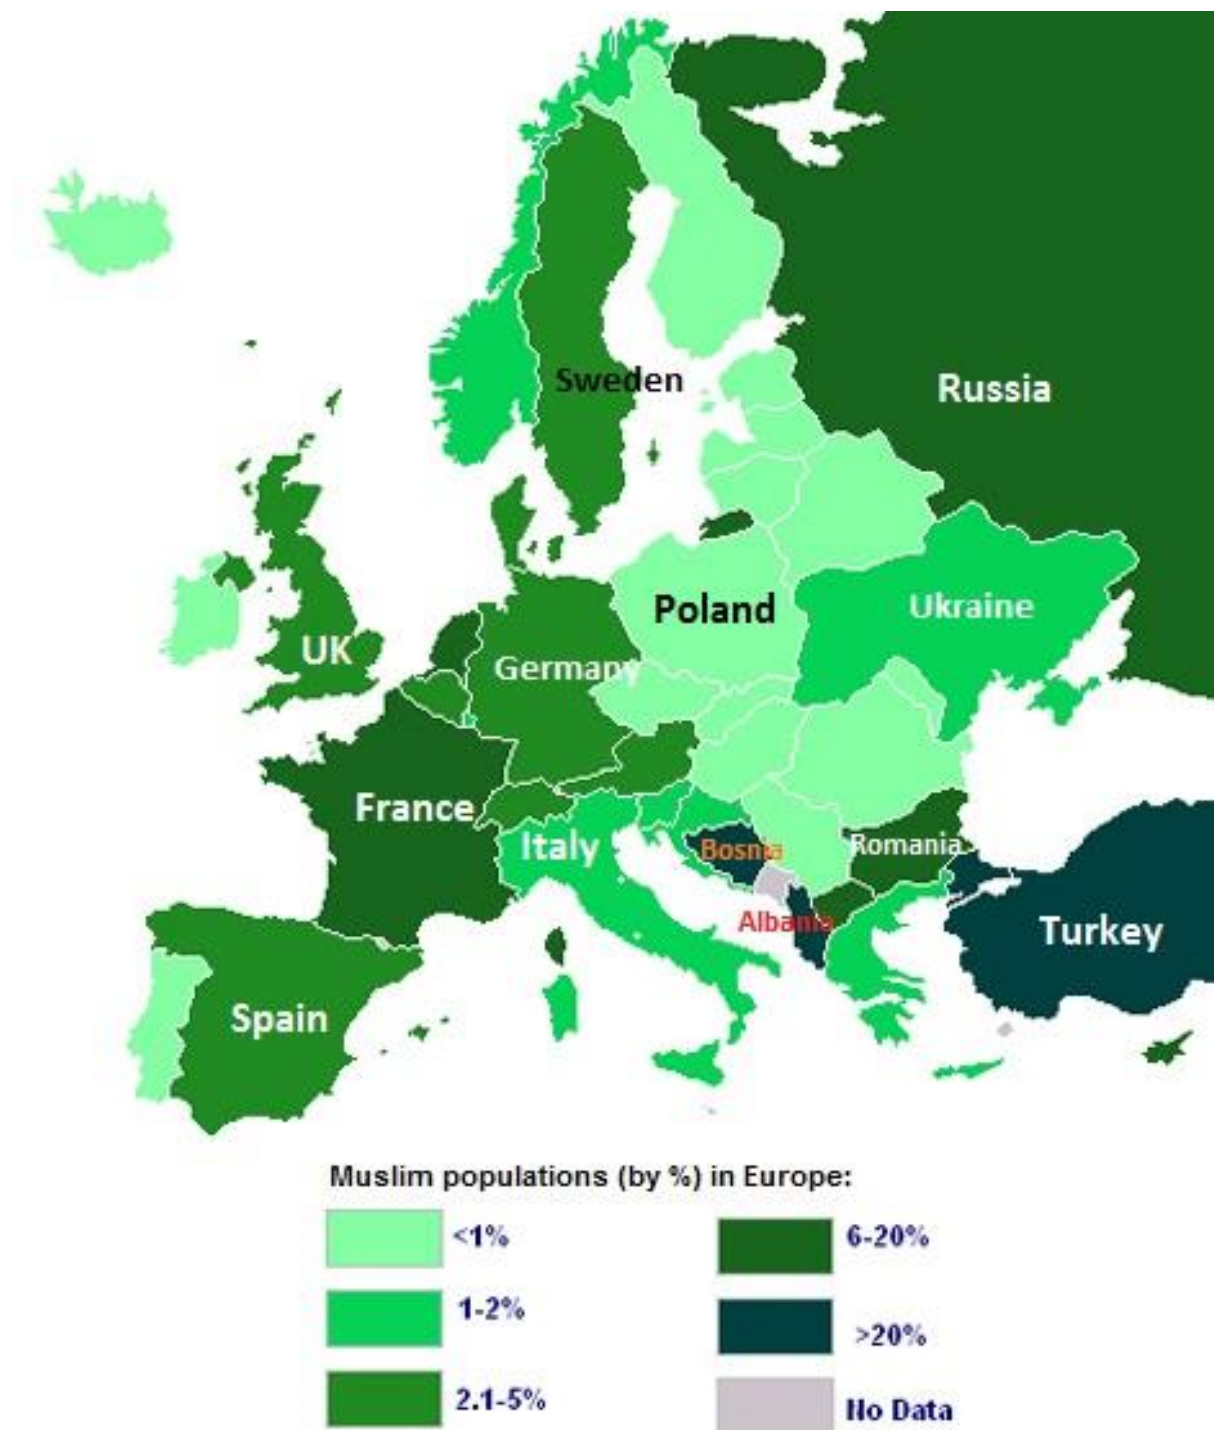 Sweden
Russia
Poland
Ukraine
UK
Germany
France
Italy
Bosnia
Romania
Albania
Turkey
Spain
Muslim populations (by %) in Europe:
<1%
6-20%
1-2%
>20%
2.1-5%
No Data